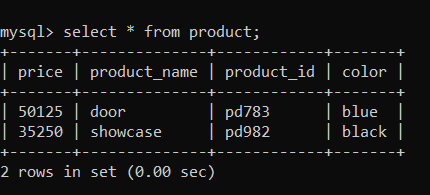 mysql> select * from product;
+-------+--------------+------------+-------+
| price | product_name | product_id | color |
+-------+--------------+------------+-------+
| 50125 | door         | pd783      | blue  |
| 35250 | showcase     | pd982      | black |
+-------+--------------+------------+-------+
2 rows in set (0.00 sec)